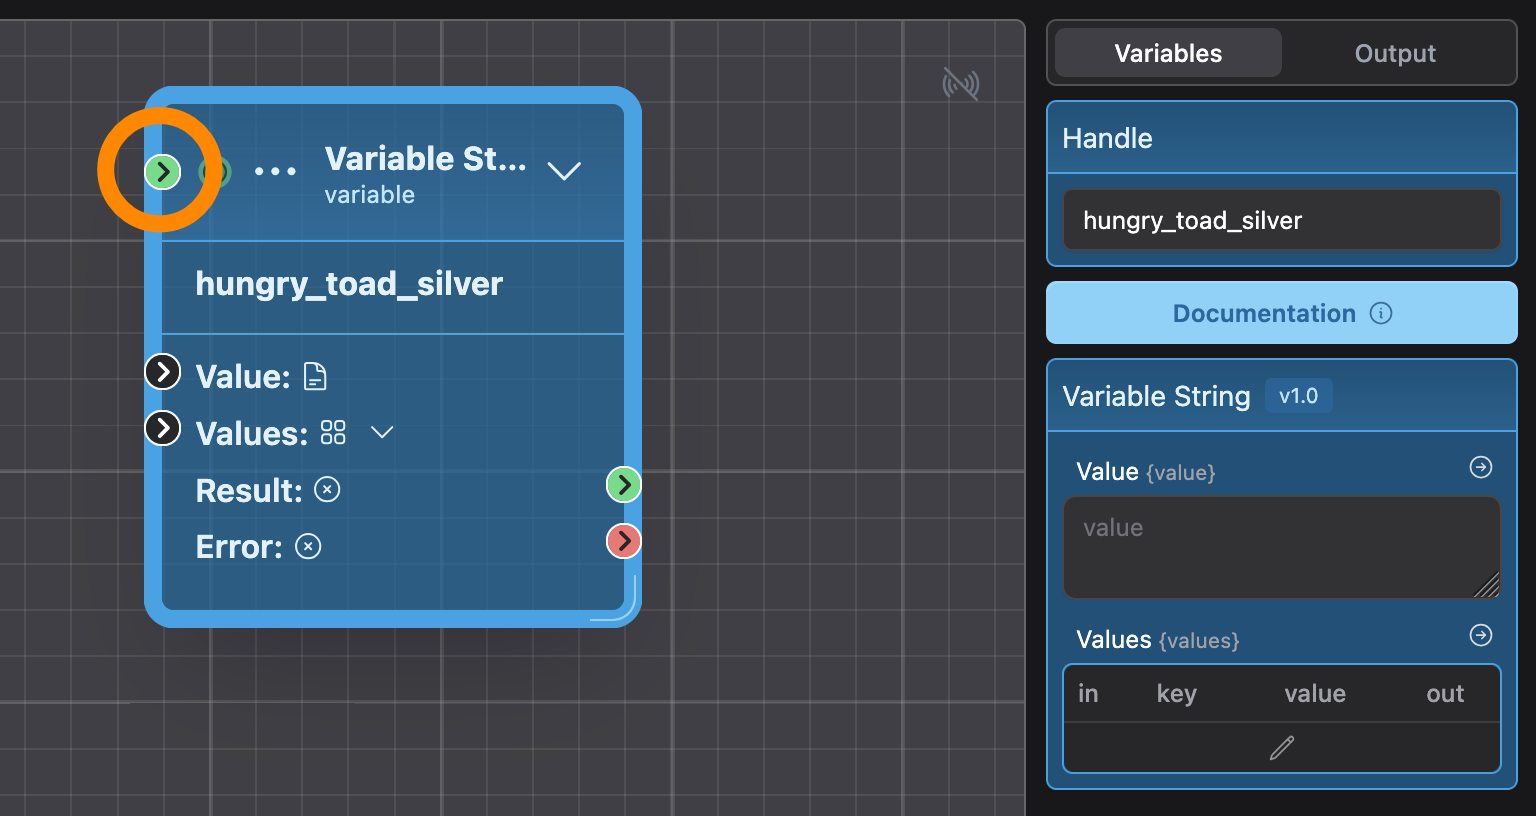 Variable St...
variable
hungry_toad_silver
Value:
Values:
Result:
Error:
Variables
Output
Handle
hungry_toad_silver
Documentation
Variable String v1.0
Value {value}
value
Values {values}
in key value out